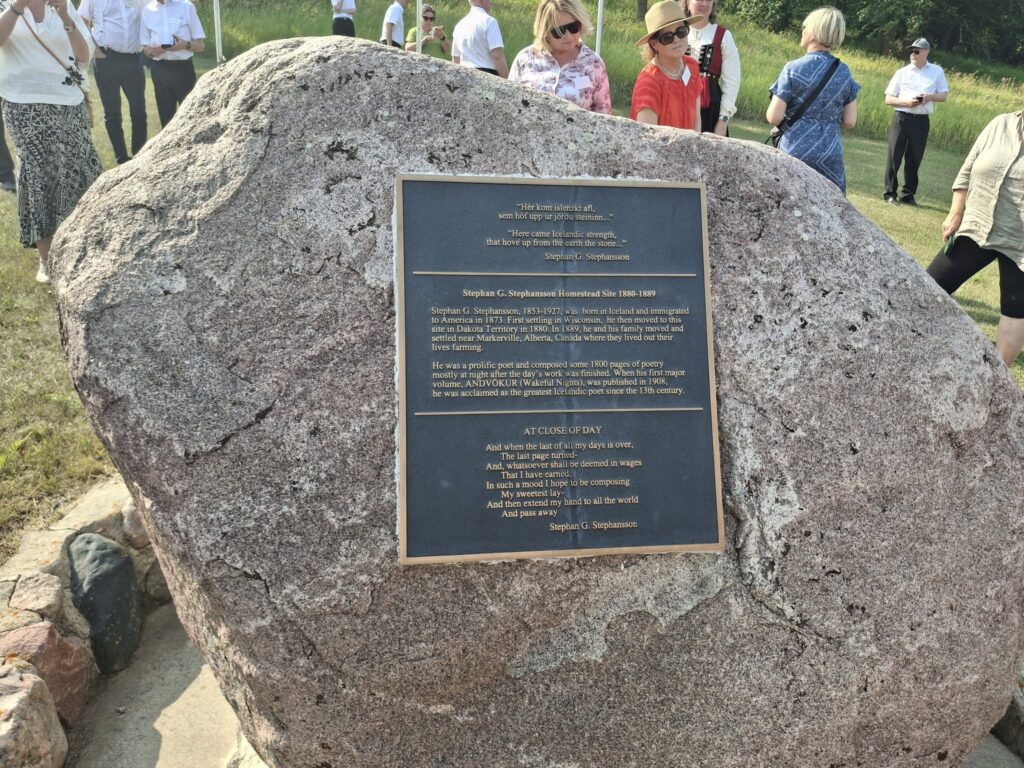 "Hér kom íslenzkt afl,
sem hóf upp úr jörðu steininn..."
"Here came Icelandic strength,
that hove up from the earth the stone..."
Stephan G. Stephansson
Stephan G. Stephansson Homestead Site 1880-1889
Stephan G. Stephansson, 1853-1927, was born in Iceland and immigrated
to America in 1873. First settling in Wisconsin, he then moved to this
site in Dakota Territory in 1880. In 1889, he and his family moved and
settled near Markerville, Alberta, Canada where they lived out their
lives farming.
He was a prolific poet and composed some 1800 pages of poetry
mostly at night after the day's work was finished. When his first major
volume, ANDVÖKUR (Wakeful Nights), was published in 1908,
he was acclaimed as the greatest Icelandic poet since the 13th century.
AT CLOSE OF DAY
And when the last of all my days is over,
The last page turned-
And, whatsoever shall be deemed in wages
That I have earned,
In such a mood I hope to be composing
My sweetest lay-
And then extend my hand to all the world
And pass away
Stephan G. Stephansson